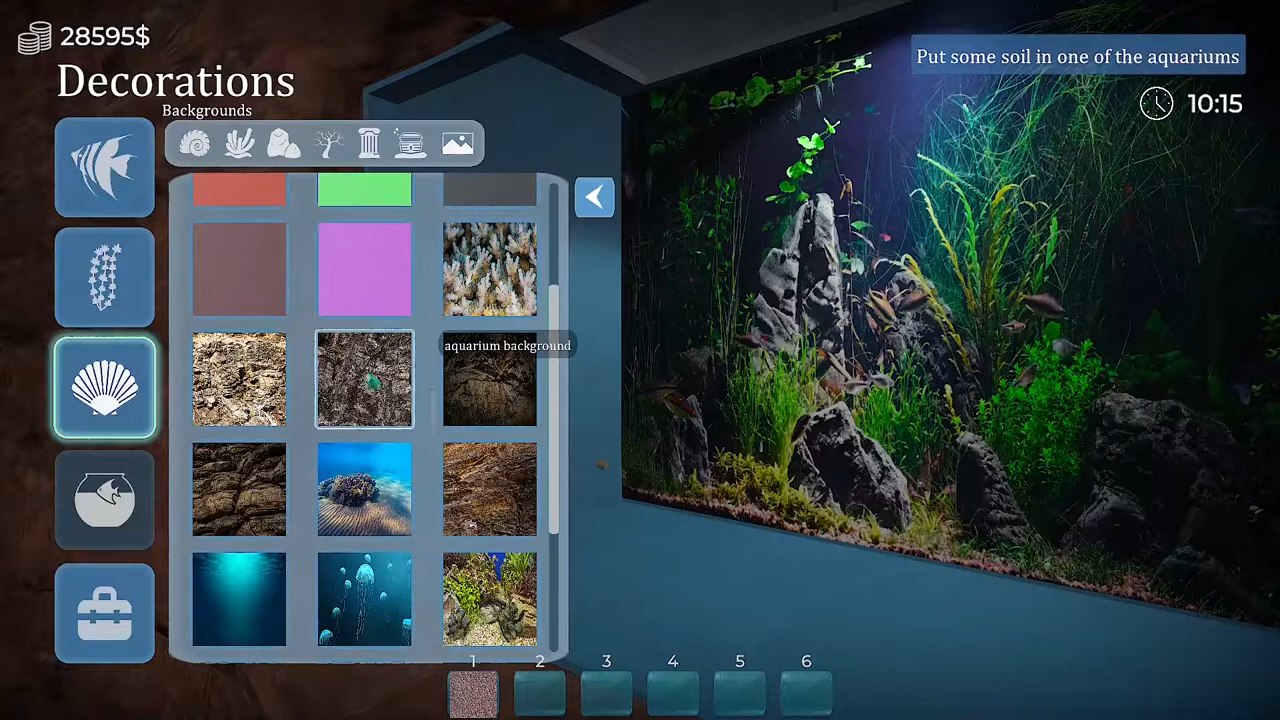 28595$
Decorations
Backgrounds
Put some soil in one of the aquariums
10:15
aquarium background
1 2 3 4 5 6